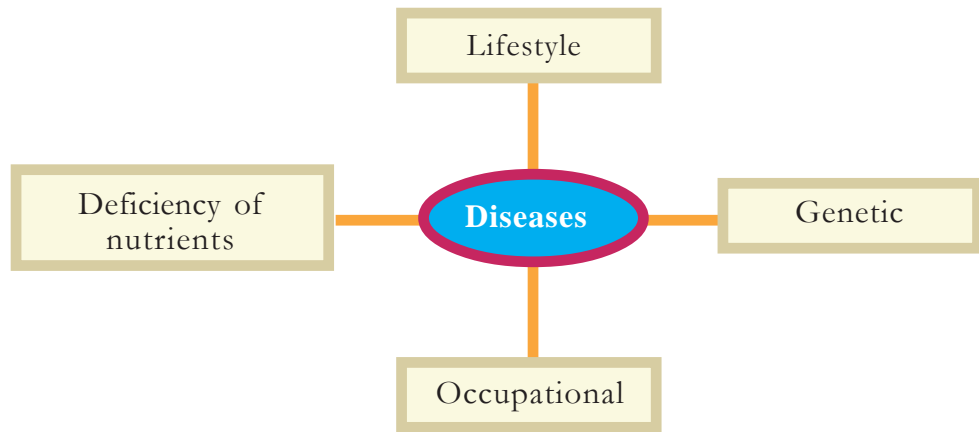 Lifestyle
Deficiency of
nutrients
Diseases
Genetic
Occupational